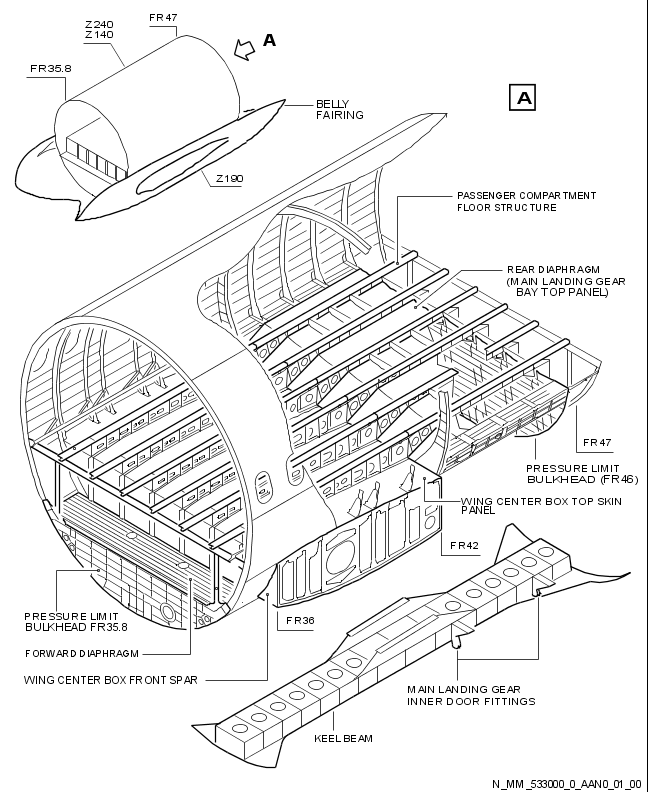 FR47
Z240
Z140
A
FR35.8
BELLY
FAIRING
A
Z190
PASSENGER COMPARTMENT
FLOOR STRUCTURE
REAR DIAPHRAGM
(MAIN LANDING GEAR
BAY TOP PANEL)
FR47
PRESSURE LIMIT
BULKHEAD (FR46)
WING CENTER BOX TOP SKIN
PANEL
FR42
PRESSURE LIMIT
BULKHEAD FR35.8
FR36
FORWARD DIAPHRAGM
WING CENTER BOX FRONT SPAR
MAIN LANDING GEAR
INNER DOOR FITTINGS
KEEL BEAM
N_MM_533000_0_AAN0_01_00